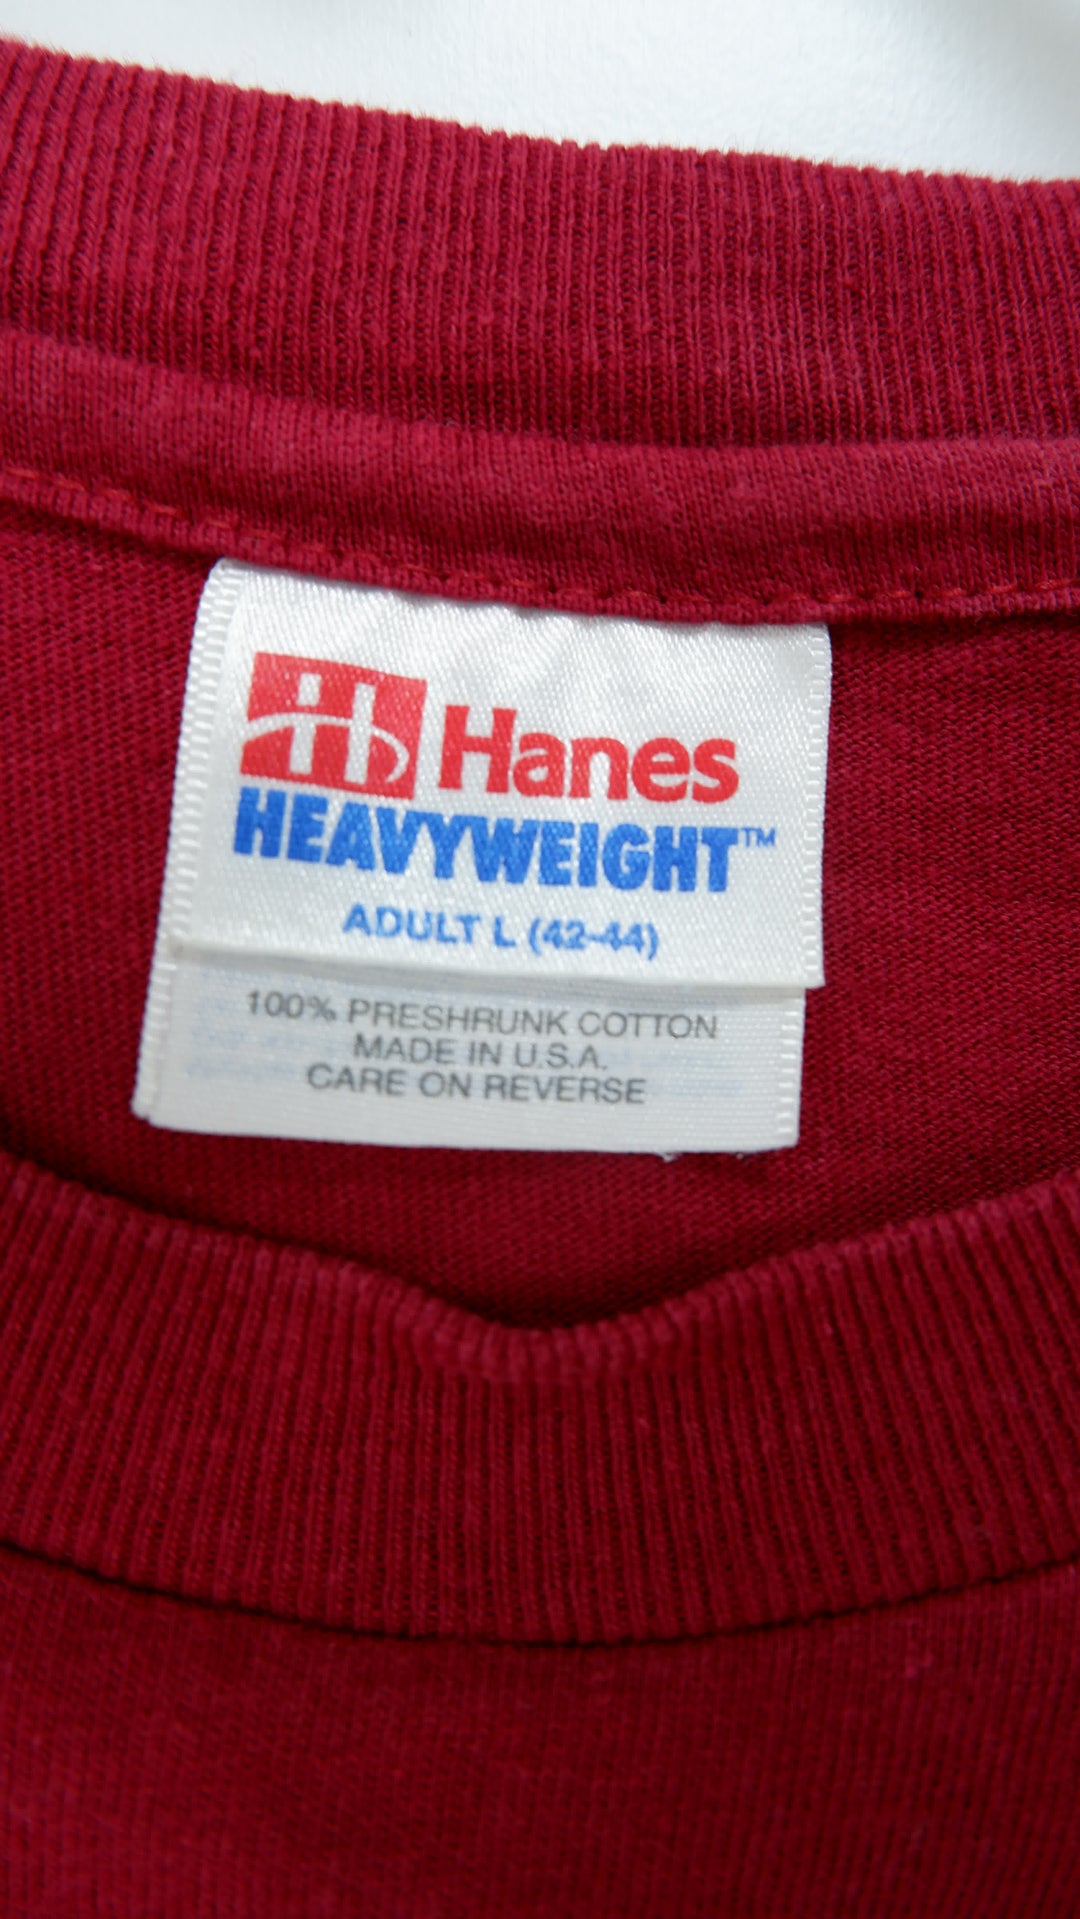 H Hanes
HEAVYWEIGHT™
ADULT L (42-44)
100% PRESHRUNK COTTON
MADE IN U.S.A.
CARE ON REVERSE